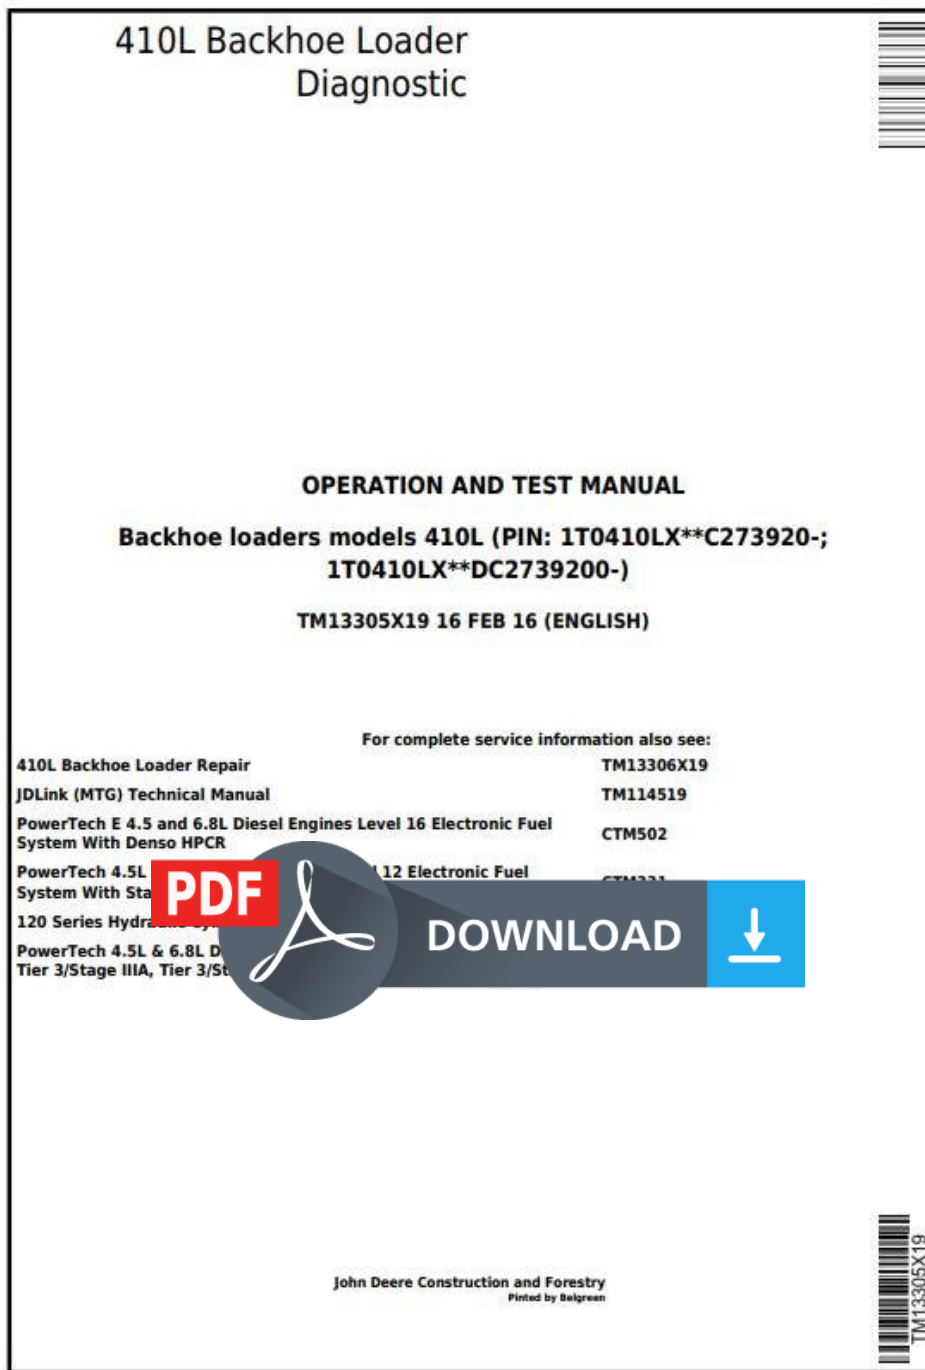 410L Backhoe Loader
Diagnostic
OPERATION AND TEST MANUAL
Backhoe loaders models 410L (PIN: 1T0410LX**C273920-;
1T0410LX**DC2739200-)
TM13305X19 16 FEB 16 (ENGLISH)
For complete service information also see:
410L Backhoe Loader Repair TM13306X19
JDLink (MTG) Technical Manual TM114519
PowerTech E 4.5 and 6.8L Diesel Engines Level 16 Electronic Fuel
System With Denso HPCR CTM502
PowerTech 4.5L 12 Electronic Fuel
System With
120 Series
PowerTech 4.5L & 6.8L
Tier 3/Stage IIIA, Tier
PDF
DOWNLOAD
John Deere Construction and Forestry
Pinted by Belgreen
TM13305X19